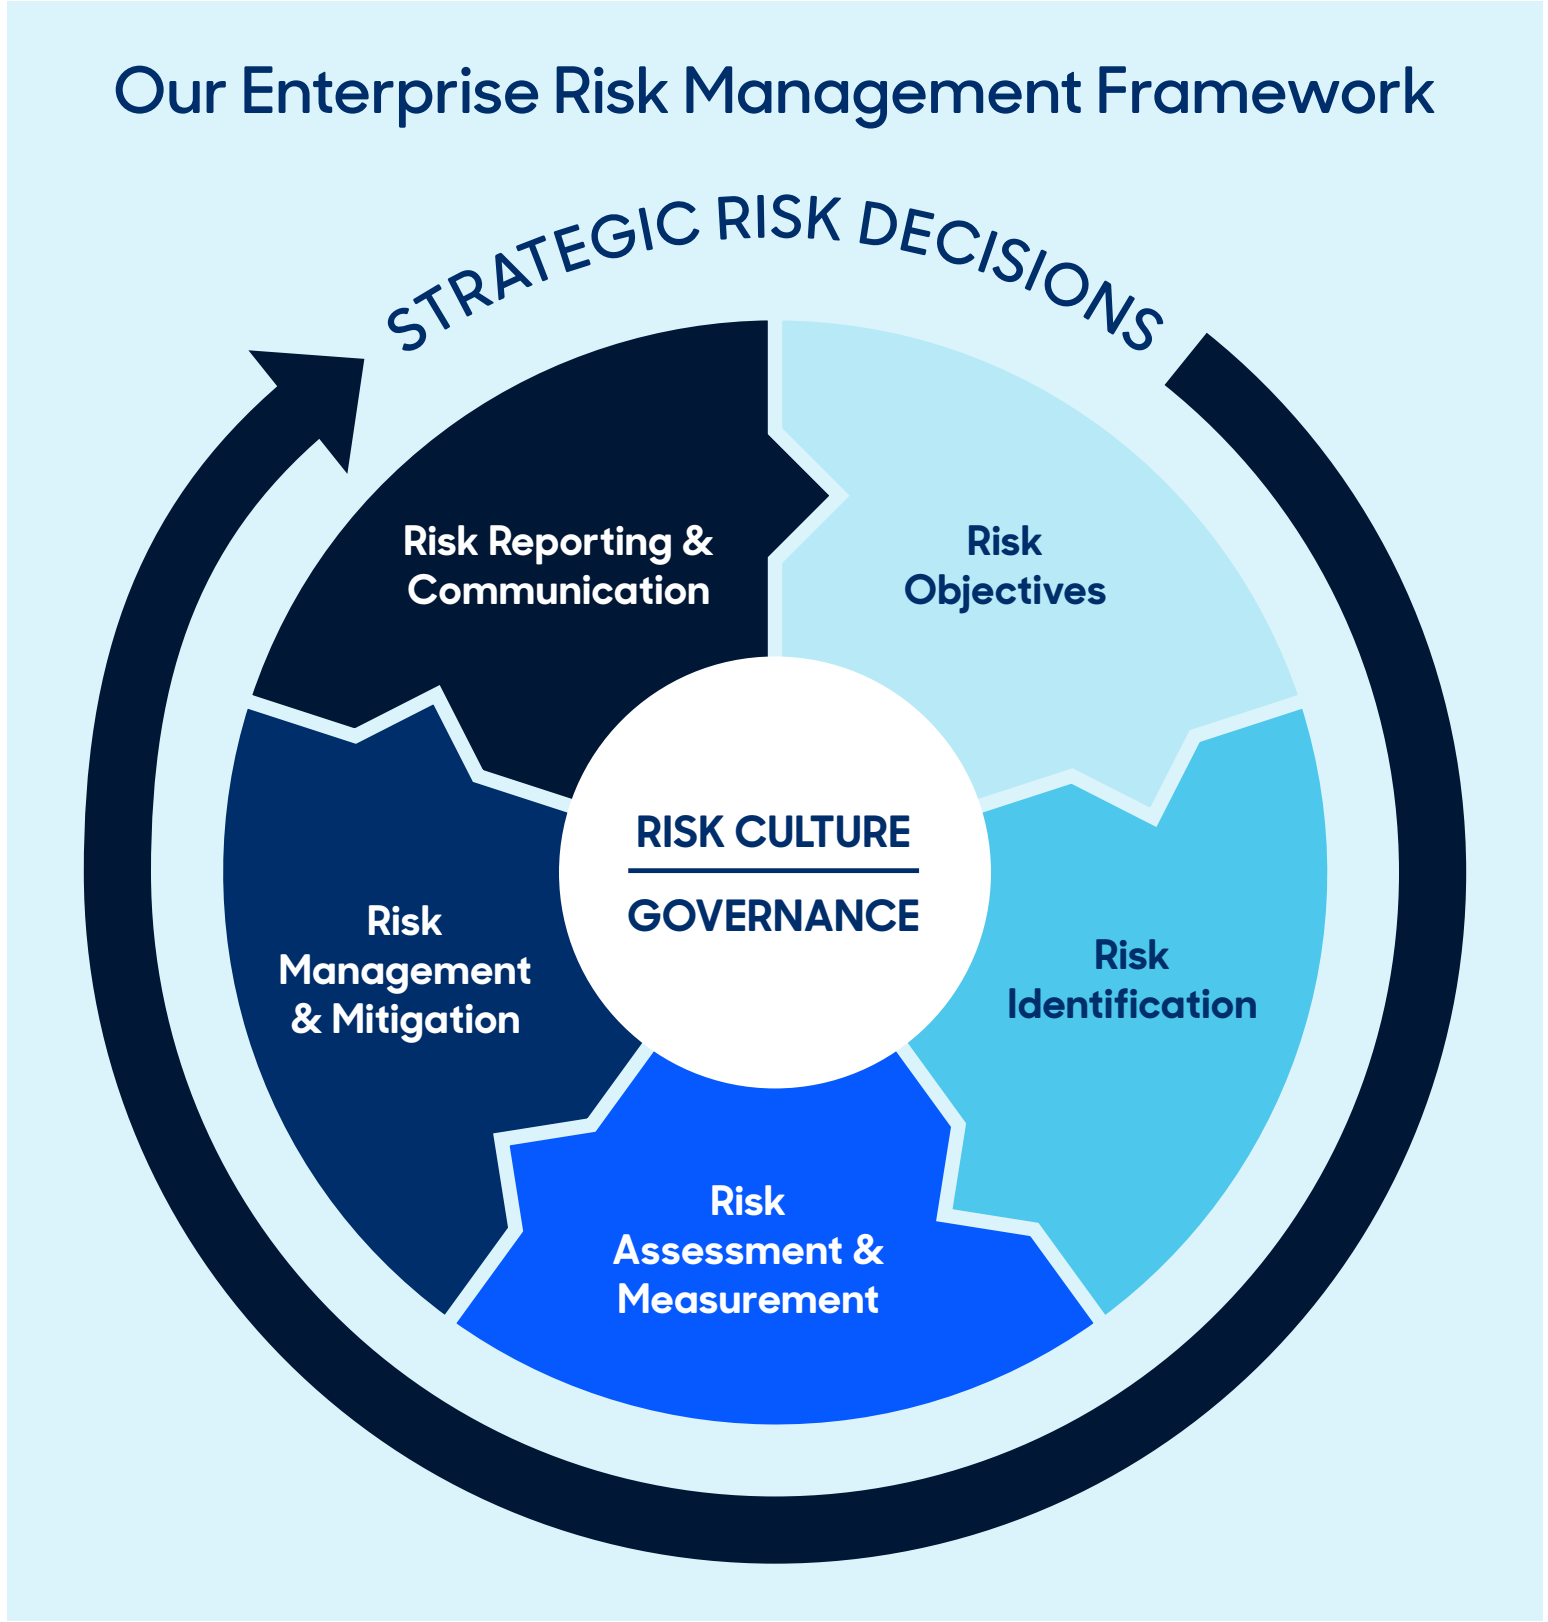 Our Enterprise Risk Management Framework
STRATEGIC RISK DECISIONS
Risk Reporting &
Communication
Risk
Objectives
RISK CULTURE
GOVERNANCE
Risk
Management
& Mitigation
Risk
Identification
Risk
Assessment &
Measurement